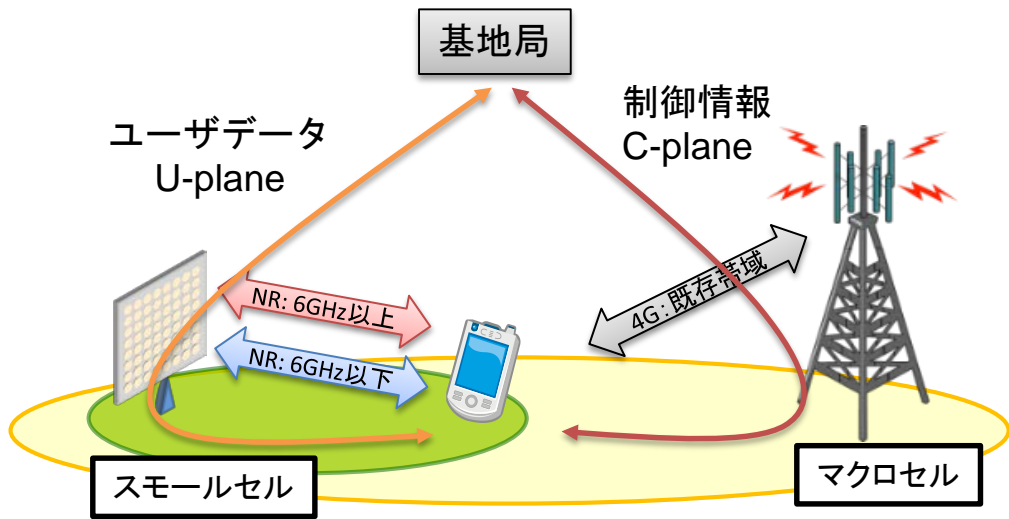 基地局
ユーザデータ
U-plane
制御情報
C-plane
NR: 6GHz以上
NR: 6GHz以下
4G:既存帯域
スモールセル
マクロセル